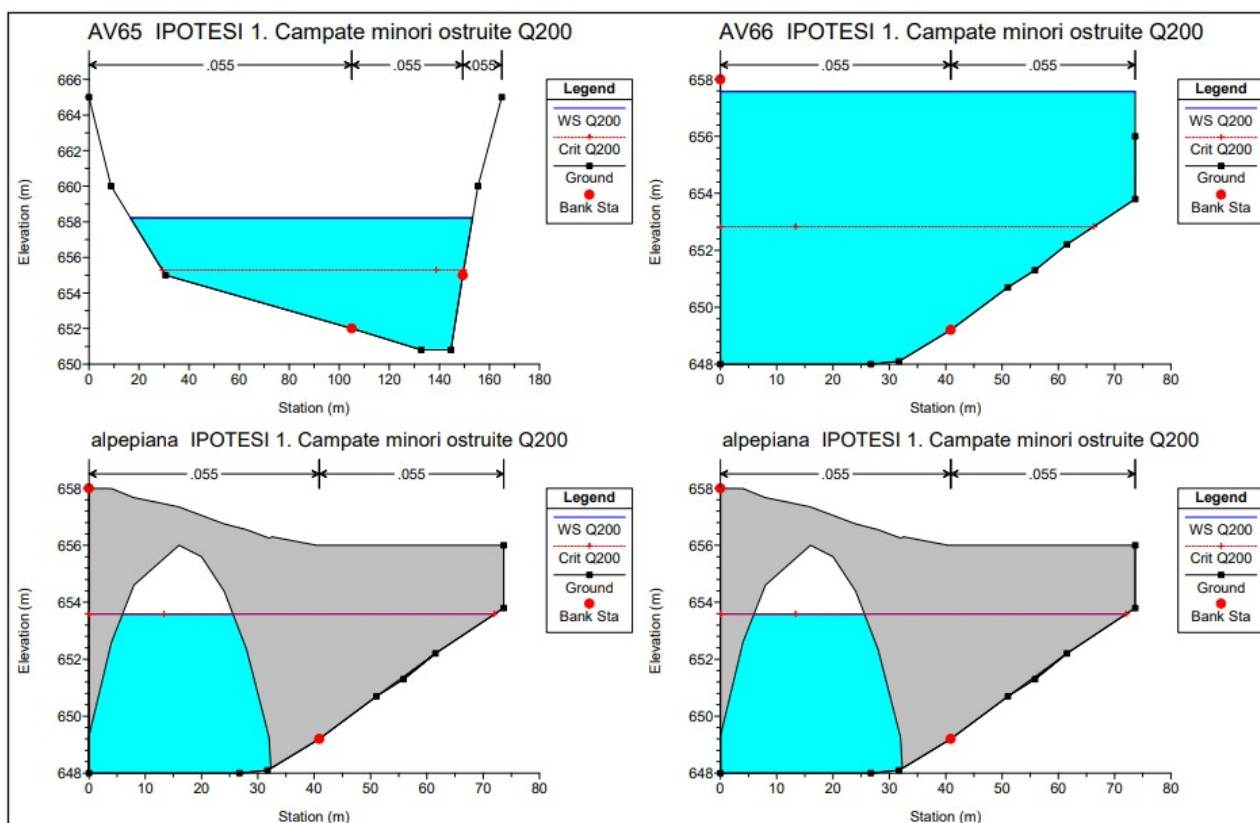 AV65 IPOTESI 1. Campate minori ostruite Q200
.055 .055 .055
Elevation (m)
666
664
662
660
658
656
654
652
650
0 20 40 60 80 100 120 140 160 180
Station (m)
Legend
WS Q200
Crit Q200
Ground
Bank Sta
AV66 IPOTESI 1. Campate minori ostruite Q200
.055 .055
Elevation (m)
658
656
654
652
650
648
0 10 20 30 40 50 60 70 80
Station (m)
Legend
WS Q200
Crit Q200
Ground
Bank Sta
alpepiana IPOTESI 1. Campate minori ostruite Q200
.055 .055
Elevation (m)
658
656
654
652
650
648
0 10 20 30 40 50 60 70 80
Station (m)
Legend
WS Q200
Crit Q200
Ground
Bank Sta
alpepiana IPOTESI 1. Campate minori ostruite Q200
.055 .055
Elevation (m)
658
656
654
652
650
648
0 10 20 30 40 50 60 70 80
Station (m)
Legend
WS Q200
Crit Q200
Ground
Bank Sta